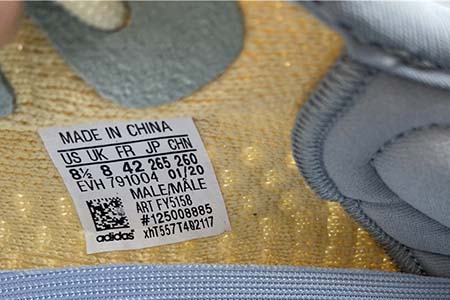 MADE IN CHINA
US UK FR JP CHN
8½ 8 42 265 260
EVH 791004 01/20
MALE/MÂLE
ART FY5158
#125008885
adidas xhT557T402117